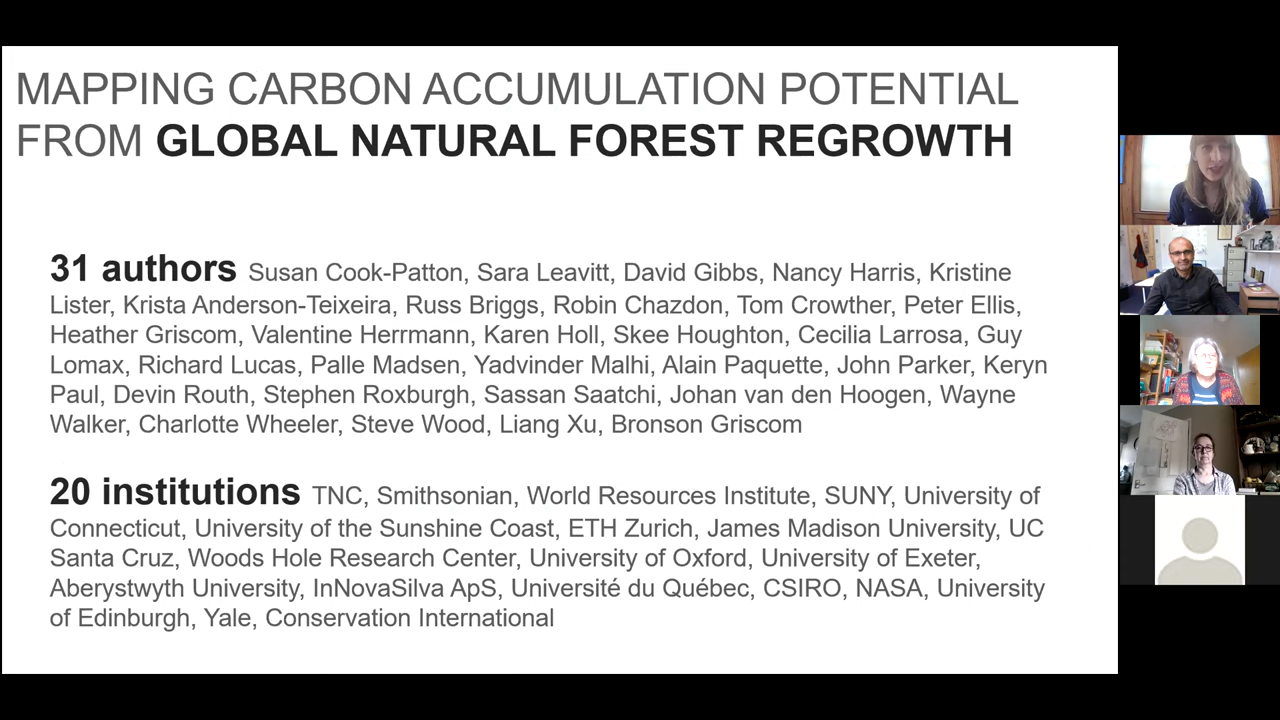 MAPPING CARBON ACCUMULATION POTENTIAL
FROM GLOBAL NATURAL FOREST REGROWTH
31 authors Susan Cook-Patton, Sara Leavitt, David Gibbs, Nancy Harris, Kristine
Lister, Krista Anderson-Teixeira, Russ Briggs, Robin Chazdon, Tom Crowther, Peter Ellis,
Heather Griscom, Valentine Herrmann, Karen Holl, Skee Houghton, Cecilia Larrosa, Guy
Lomax, Richard Lucas, Palle Madsen, Yadvinder Malhi, Alain Paquette, John Parker, Keryn
Paul, Devin Routh, Stephen Roxburgh, Sassan Saatchi, Johan van den Hoogen, Wayne
Walker, Charlotte Wheeler, Steve Wood, Liang Xu, Bronson Griscom
20 institutions TNC, Smithsonian, World Resources Institute, SUNY, University of
Connecticut, University of the Sunshine Coast, ETH Zurich, James Madison University, UC
Santa Cruz, Woods Hole Research Center, University of Oxford, University of Exeter,
Aberystwyth University, InNovaSilva ApS, Université du Québec, CSIRO, NASA, University
of Edinburgh, Yale, Conservation International